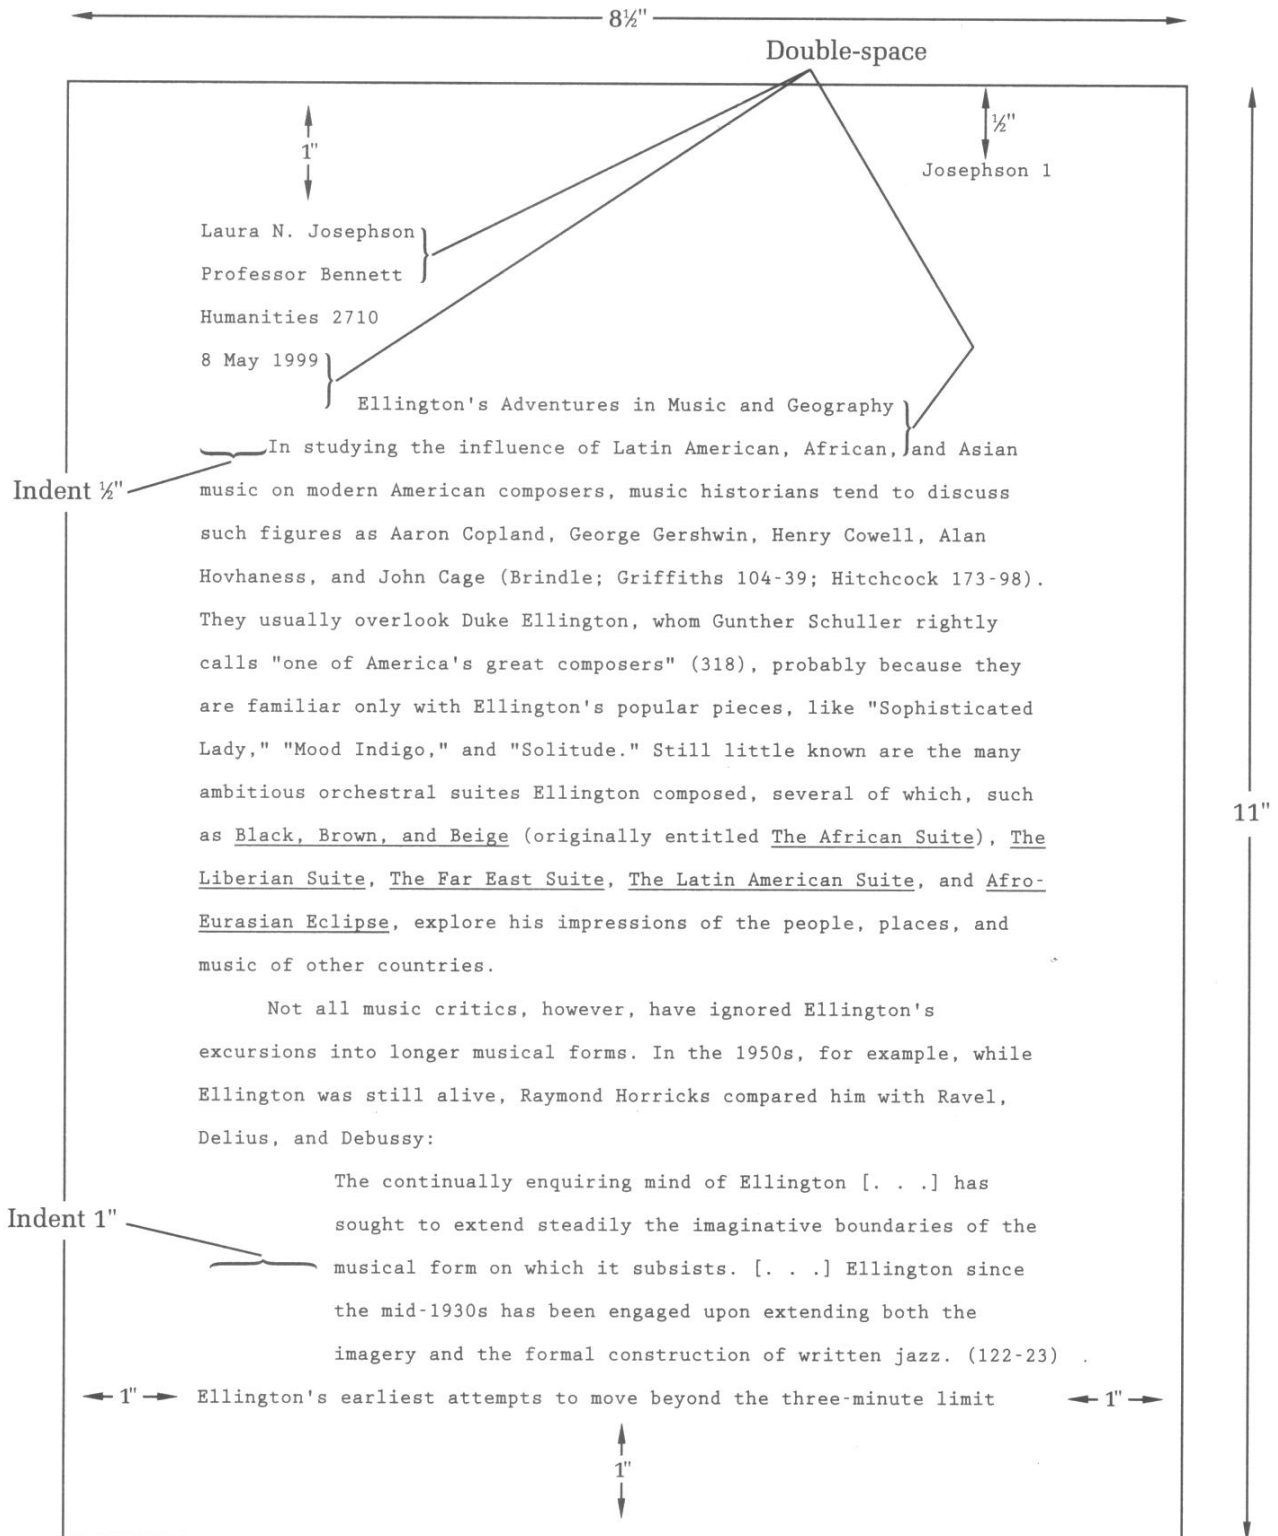 8½"
Double-space
½"
1"
Josephson 1
Laura N. Josephson
Professor Bennett
Humanities 2710
8 May 1999
Ellington's Adventures in Music and Geography
In studying the influence of Latin American, African, and Asian
Indent ½"
music on modern American composers, music historians tend to discuss
such figures as Aaron Copland, George Gershwin, Henry Cowell, Alan
Hovhaness, and John Cage (Brindle; Griffiths 104-39; Hitchcock 173-98).
They usually overlook Duke Ellington, whom Gunther Schuller rightly
calls "one of America's great composers" (318), probably because they
are familiar only with Ellington's popular pieces, like "Sophisticated
Lady," "Mood Indigo," and "Solitude." Still little known are the many
ambitious orchestral suites Ellington composed, several of which, such
11"
as Black, Brown, and Beige (originally entitled The African Suite), The
Liberian Suite, The Far East Suite, The Latin American Suite, and Afro-
Eurasian Eclipse, explore his impressions of the people, places, and
music of other countries.
Not all music critics, however, have ignored Ellington's
excursions into longer musical forms. In the 1950s, for example, while
Ellington was still alive, Raymond Horricks compared him with Ravel,
Delius, and Debussy:
The continually enquiring mind of Ellington [. . .] has
Indent 1"
sought to extend steadily the imaginative boundaries of the
musical form on which it subsists. [. . .] Ellington since
the mid-1930s has been engaged upon extending both the
imagery and the formal construction of written jazz. (122-23)
1"
Ellington's earliest attempts to move beyond the three-minute limit
1"
1"